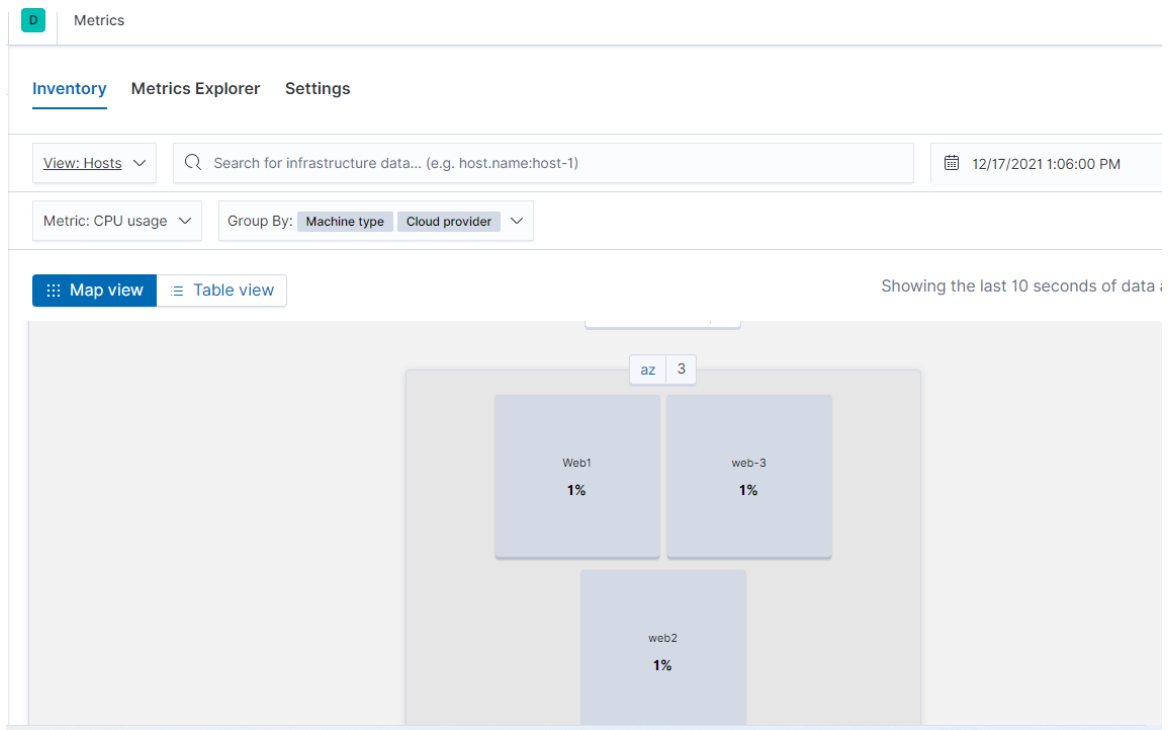 D Metrics
Inventory Metrics Explorer Settings
View: Hosts Search for infrastructure data... (e.g. host.name:host-1) 12/17/2021 1:06:00 PM
Metric: CPU usage Group By: Machine type Cloud provider
Map view Table view Showing the last 10 seconds of data
az 3
Web1 web-3
1% 1%
web2
1%